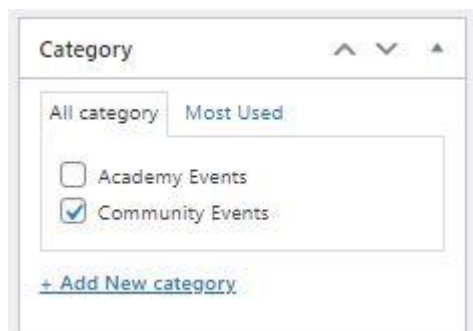 Category
All category Most Used
Academy Events
Community Events
+ Add New category